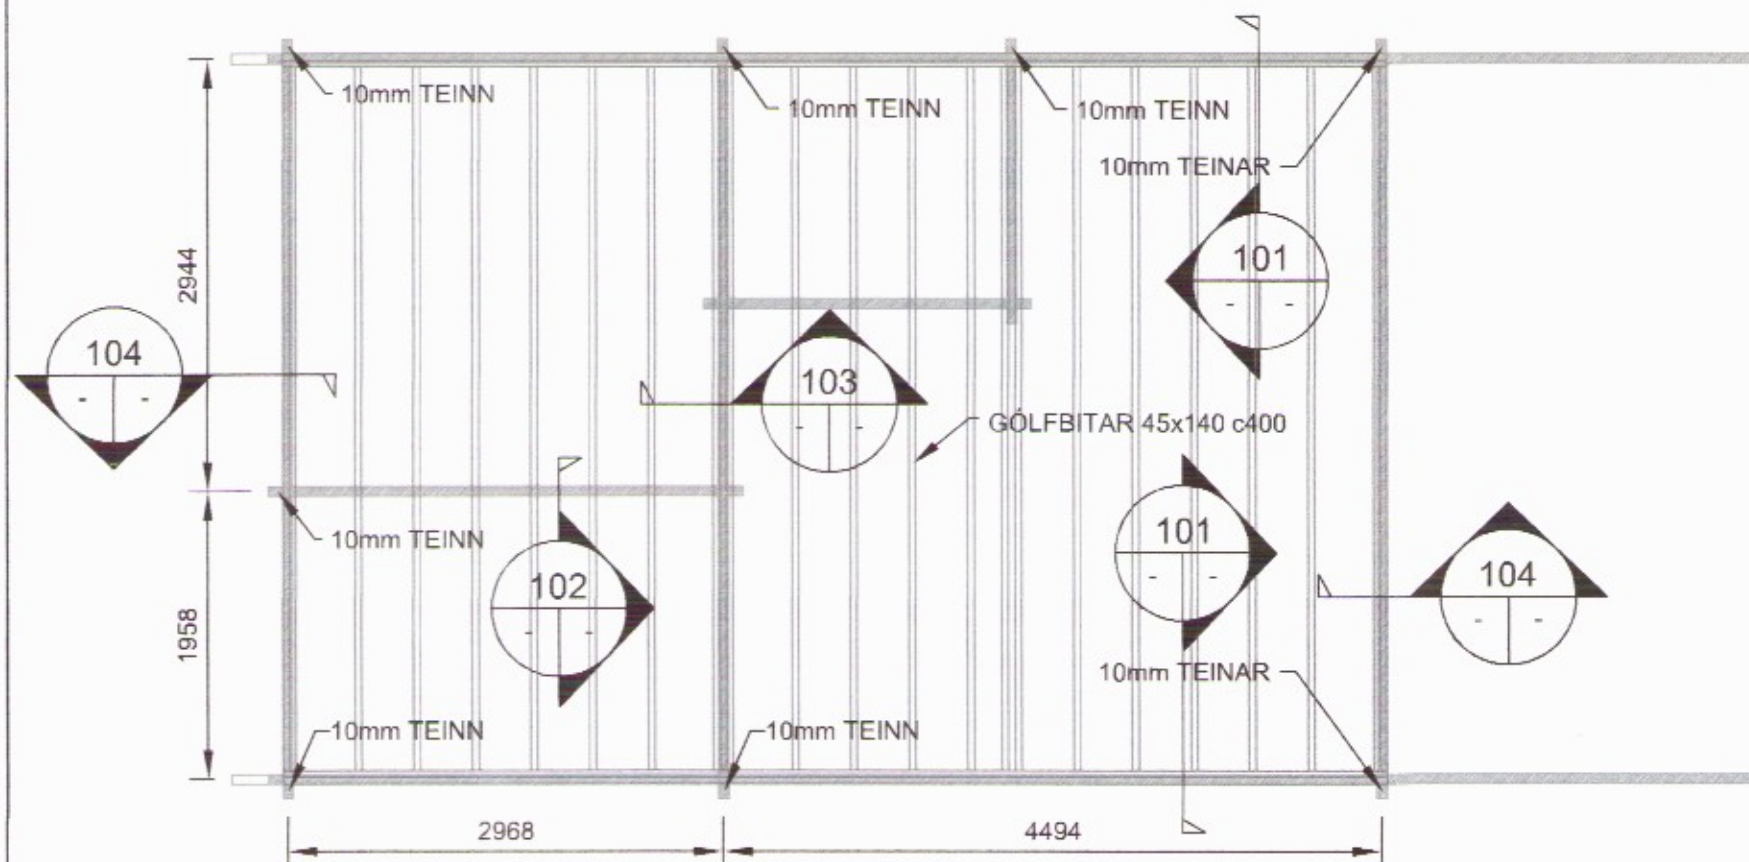 10mm TEINN
10mm TEINN
10mm TEINN
10mm TEINAR
2944
101
- -
104
- -
103
- -
GÓLFBITAR 45x140 c400
10mm TEINN
101
- -
102
- -
104
- -
1958
10mm TEINAR
10mm TEINN
10mm TEINN
2968
4494